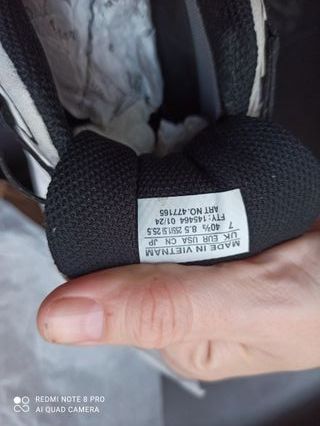 MADE IN VIETNAM
UK EUR USA CN JP
7 40⅔ 8.5 255(1.5) 25.5
FTY: 145464 01/24
ART NO.477165
REDMI NOTE 8 PRO
AI QUAD CAMERA